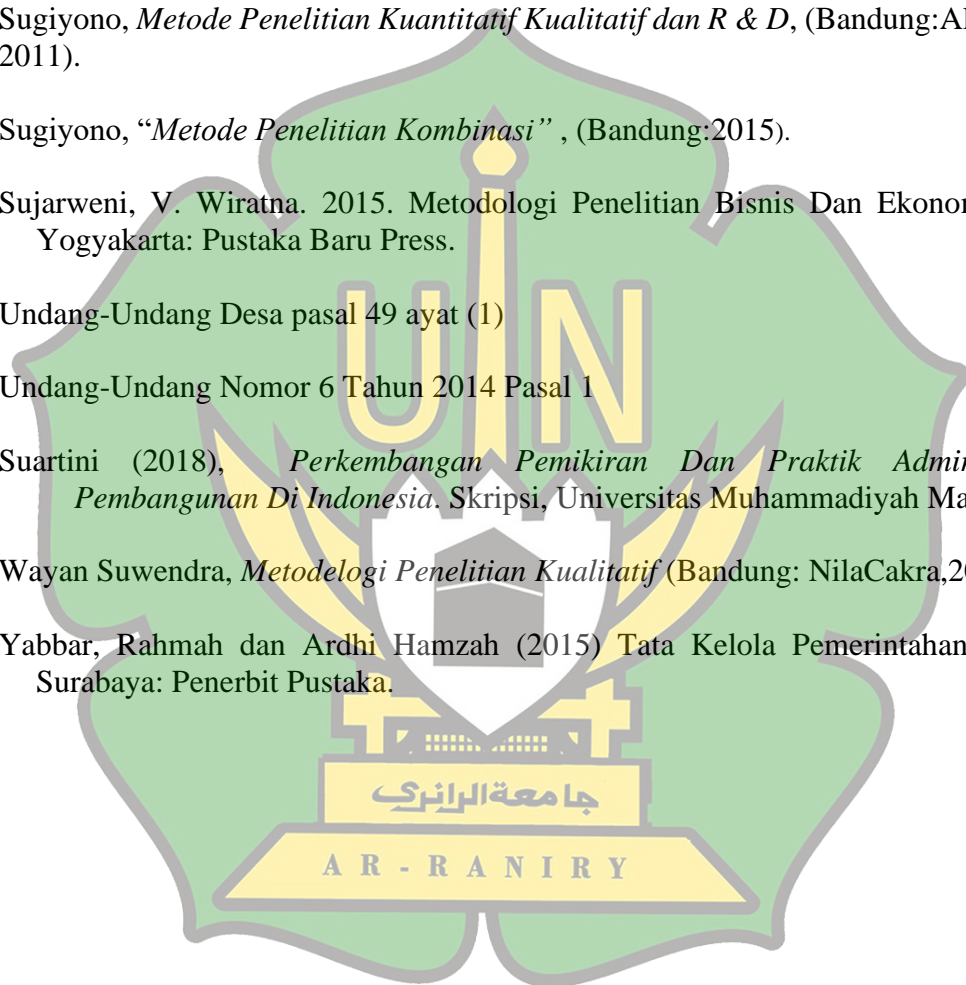 Sugiyono, Metode Penelitian Kuantitatif Kualitatif dan R & D, (Bandung:Al
2011).
Sugiyono, “Metode Penelitian Kombinasi” , (Bandung:2015).
Sujarweni, V. Wiratna. 2015. Metodologi Penelitian Bisnis Dan Ekonom
Yogyakarta: Pustaka Baru Press.
Undang-Undang Desa pasal 49 ayat (1)
UIN
Undang-Undang Nomor 6 Tahun 2014 Pasal 1
Suartini (2018), Perkembangan Pemikiran Dan Praktik Admin
Pembangunan Di Indonesia. Skripsi, Universitas Muhammadiyah Ma
Wayan Suwendra, Metodelogi Penelitian Kualitatif (Bandung: NilaCakra,20
Yabbar, Rahmah dan Ardhi Hamzah (2015) Tata Kelola Pemerintahan
Surabaya: Penerbit Pustaka.
جامعة الرانري
AR-RANIRY